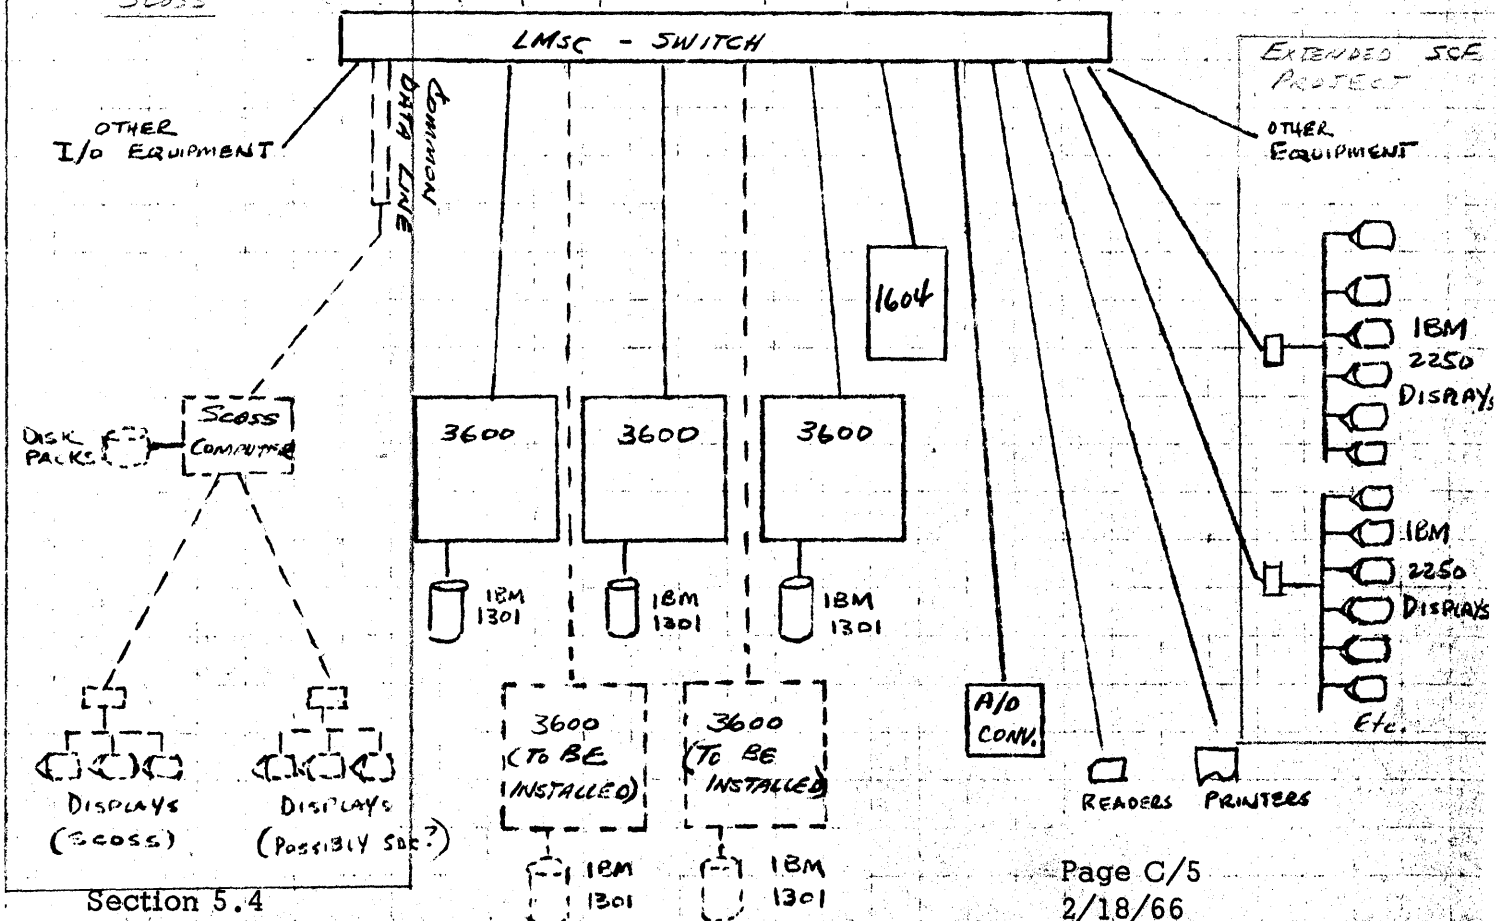 SCOSS
LMSC - SWITCH
EXTENDED SCE
PROJECT
OTHER
I/O EQUIPMENT
COMMON
DATA LINE
OTHER
EQUIPMENT
1604
IBM
2250
DISPLAYS
DISK
PACKS
SCOSS
COMPUTER
3600
3600
3600
IBM
1301
IBM
1301
IBM
1301
IBM
2250
DISPLAYS
Etc.
3600
(TO BE
INSTALLED)
3600
(TO BE
INSTALLED)
A/D
CONV.
READERS
PRINTERS
DISPLAYS
(SCOSS)
DISPLAYS
(POSSIBLY SDC?)
IBM
1301
IBM
1301
Section 5.4
Page C/5
2/18/66